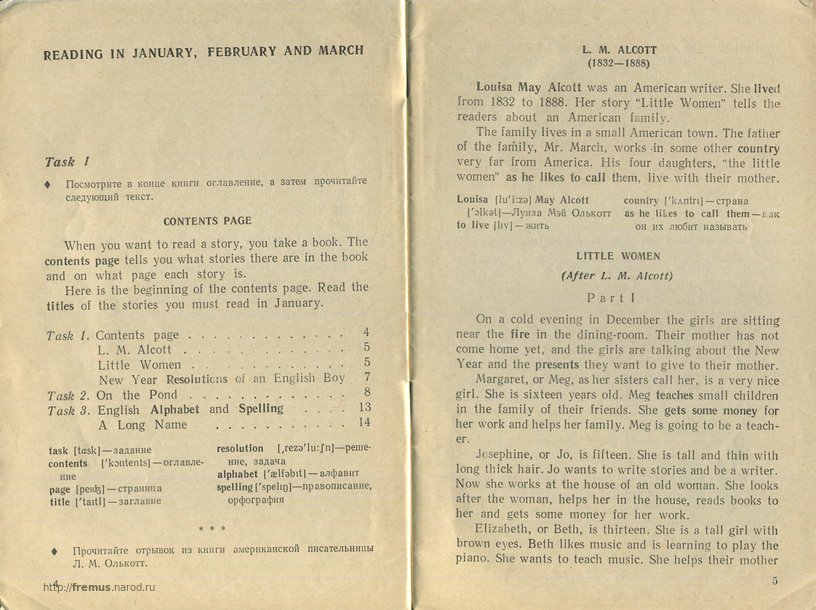 READING IN JANUARY, FEBRUARY AND MARCH
Task 1
♦ Посмотрите в конце книги оглавление, а затем прочитайте
следующий текст.
CONTENTS PAGE
When you want to read a story, you take a book. The
contents page tells you what stories there are in the book
and on what page each story is.
Here is the beginning of the contents page. Read the
titles of the stories you must read in January.
Task 1. Contents page . . . . . . . . . . . . . 4
L. M. Alcott . . . . . . . . . . . . . 5
Little Women . . . . . . . . . . . . 5
New Year Resolutions of an English Boy 7
Task 2. On the Pond . . . . . . . . . . . . . 8
Task 3. English Alphabet and Spelling . . . . 13
A Long Name . . . . . . . . . . . 14
task [tɑsk] — задание
contents ['kɔntents] — оглавле-
ние
page [peıʤ] — страница
title ['taıtl] — заглавие
resolution [ˌrezə'lu:ʃn] — реше-
ние, задача
alphabet ['ælfəbıt] — алфавит
spelling ['spelıŋ] — правописание,
орфография
* * *
♦ Прочитайте отрывок из книги американской писательницы
Л. М. Олькотт.
4
http://fremus.narod.ru
L. M. ALCOTT
(1832—1888)
Louisa May Alcott was an American writer. She lived
from 1832 to 1888. Her story “Little Women” tells the
readers about an American family.
The family lives in a small American town. The father
of the family, Mr. March, works in some other country
very far from America. His four daughters, “the little
women” as he likes to call them, live with their mother.
Louisa [lu'i:zə] May Alcott
['ɔlkət] — Луиза Мэй Олькотт
to live [lıv] — жить
country ['kʌntrı] — страна
as he likes to call them — как
он их любит называть
LITTLE WOMEN
(After L. M. Alcott)
Part I
On a cold evening in December the girls are sitting
near the fire in the dining-room. Their mother has not
come home yet, and the girls are talking about the New
Year and the presents they want to give to their mother.
Margaret, or Meg, as her sisters call her, is a very nice
girl. She is sixteen years old. Meg teaches small children
in the family of their friends. She gets some money for
her work and helps her family. Meg is going to be a teach-
er.
Josephine, or Jo, is fifteen. She is tall and thin with
long thick hair. Jo wants to write stories and be a writer.
Now she works at the house of an old woman. She looks
after the woman, helps her in the house, reads books to
her and gets some money for her work.
Elizabeth, or Beth, is thirteen. She is a tall girl with
brown eyes. Beth likes music and is learning to play the
piano. She wants to teach music. She helps their mother
5